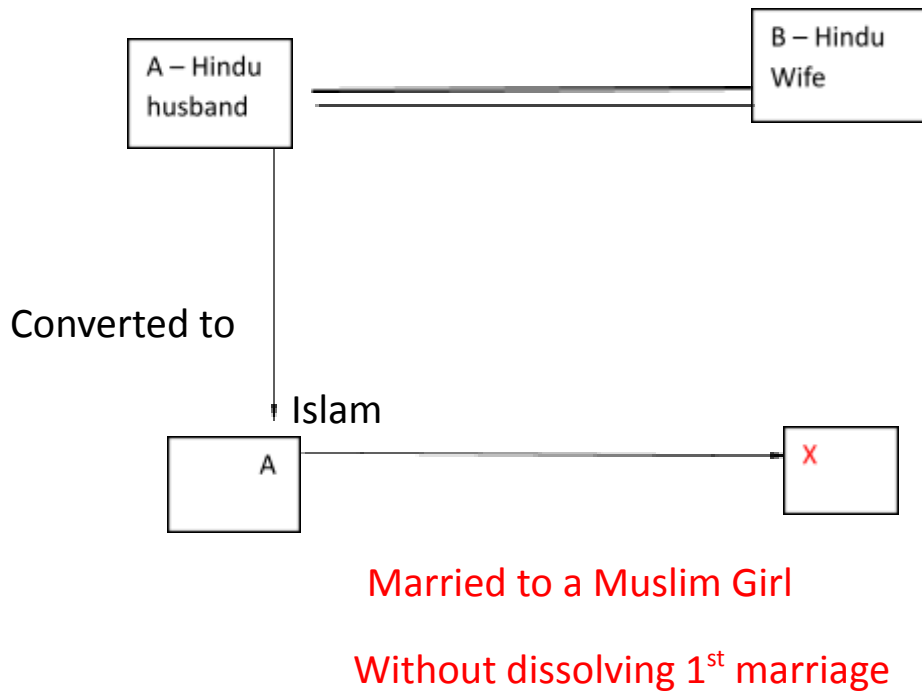 A – Hindu
husband
B – Hindu
Wife
Converted to
Islam
A
X
Married to a Muslim Girl
Without dissolving 1st marriage